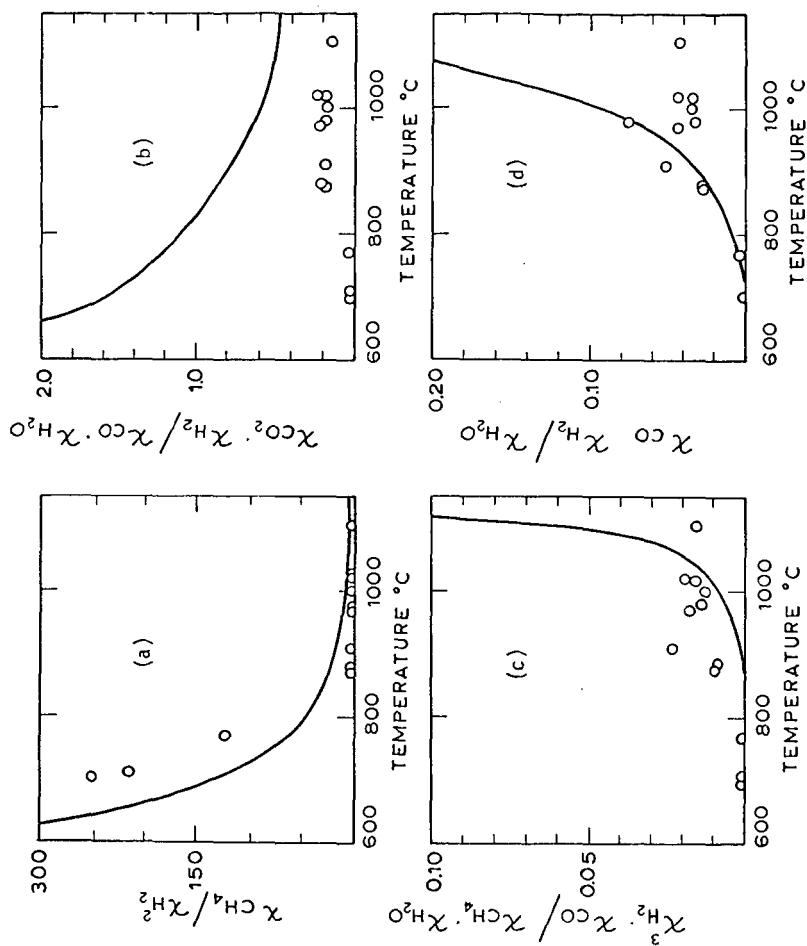 300
150
600
800
1000
χCH₄/χ²H₂
(a)
TEMPERATURE °C
2.0
1.0
600
800
1000
χCO₂·χH₂/χCO·χH₂O
(b)
TEMPERATURE °C
0.10
0.05
600
800
1000
χ³H₂·χCO/χCH₄·χH₂O
(c)
TEMPERATURE °C
0.20
0.10
600
800
1000
χCO χH₂/χH₂O
(d)
TEMPERATURE °C